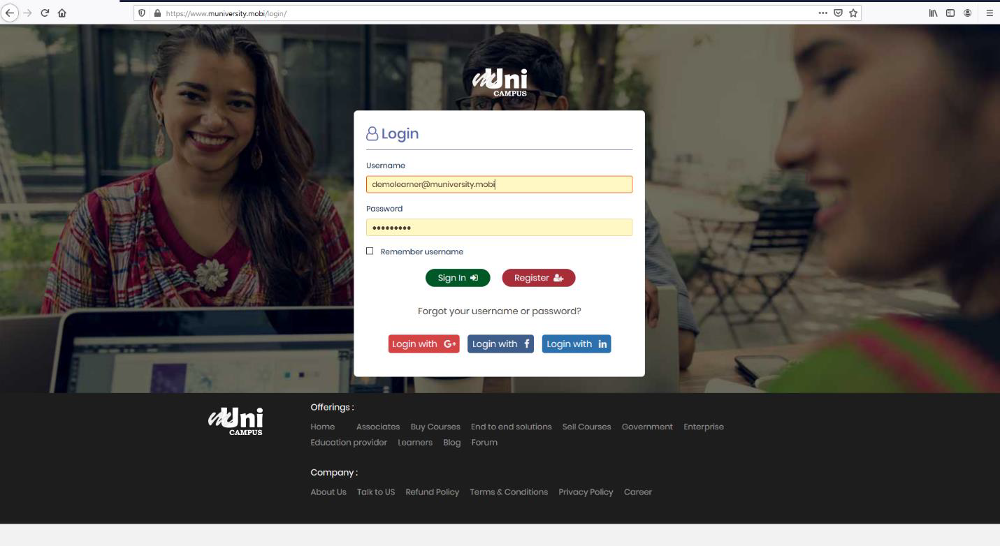 https://www.muniversity.mobi/login/
mUni
CAMPUS
Login
Username
demolearner@muniversity.mobi
Password
•••••••••
Remember username
Sign In
Register
Forgot your username or password?
Login with G+ Login with f Login with in
mUni
CAMPUS
Offerings :
Home Associates Buy Courses End to end solutions Sell Courses Government Enterprise
Education provider Learners Blog Forum
Company :
About Us Talk to US Refund Policy Terms & Conditions Privacy Policy Career